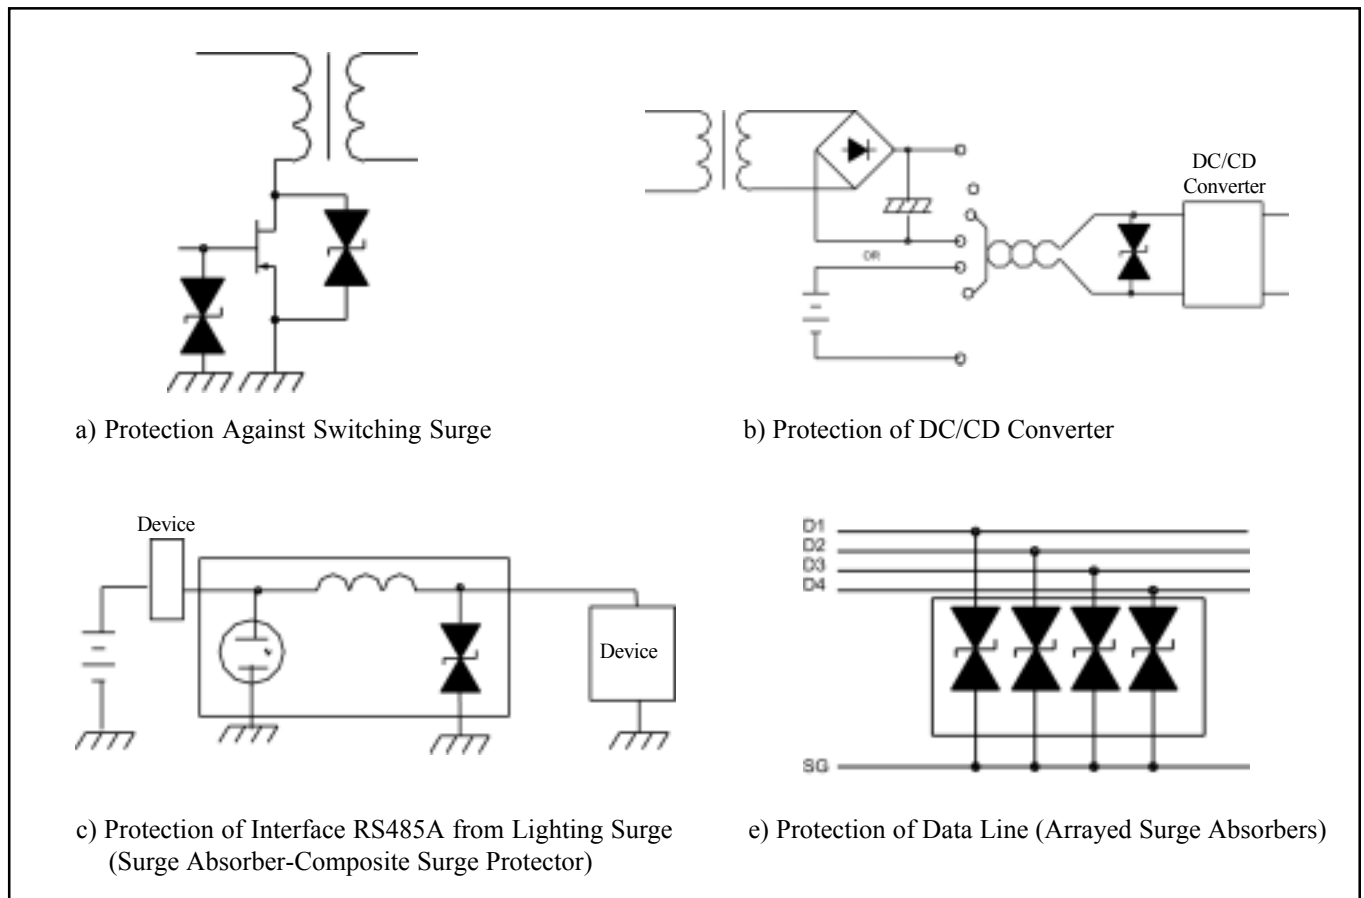 DC/CD
Converter
OR
a) Protection Against Switching Surge
b) Protection of DC/CD Converter
Device
Device
D1
D2
D3
D4
SG
c) Protection of Interface RS485A from Lighting Surge
(Surge Absorber-Composite Surge Protector)
e) Protection of Data Line (Arrayed Surge Absorbers)